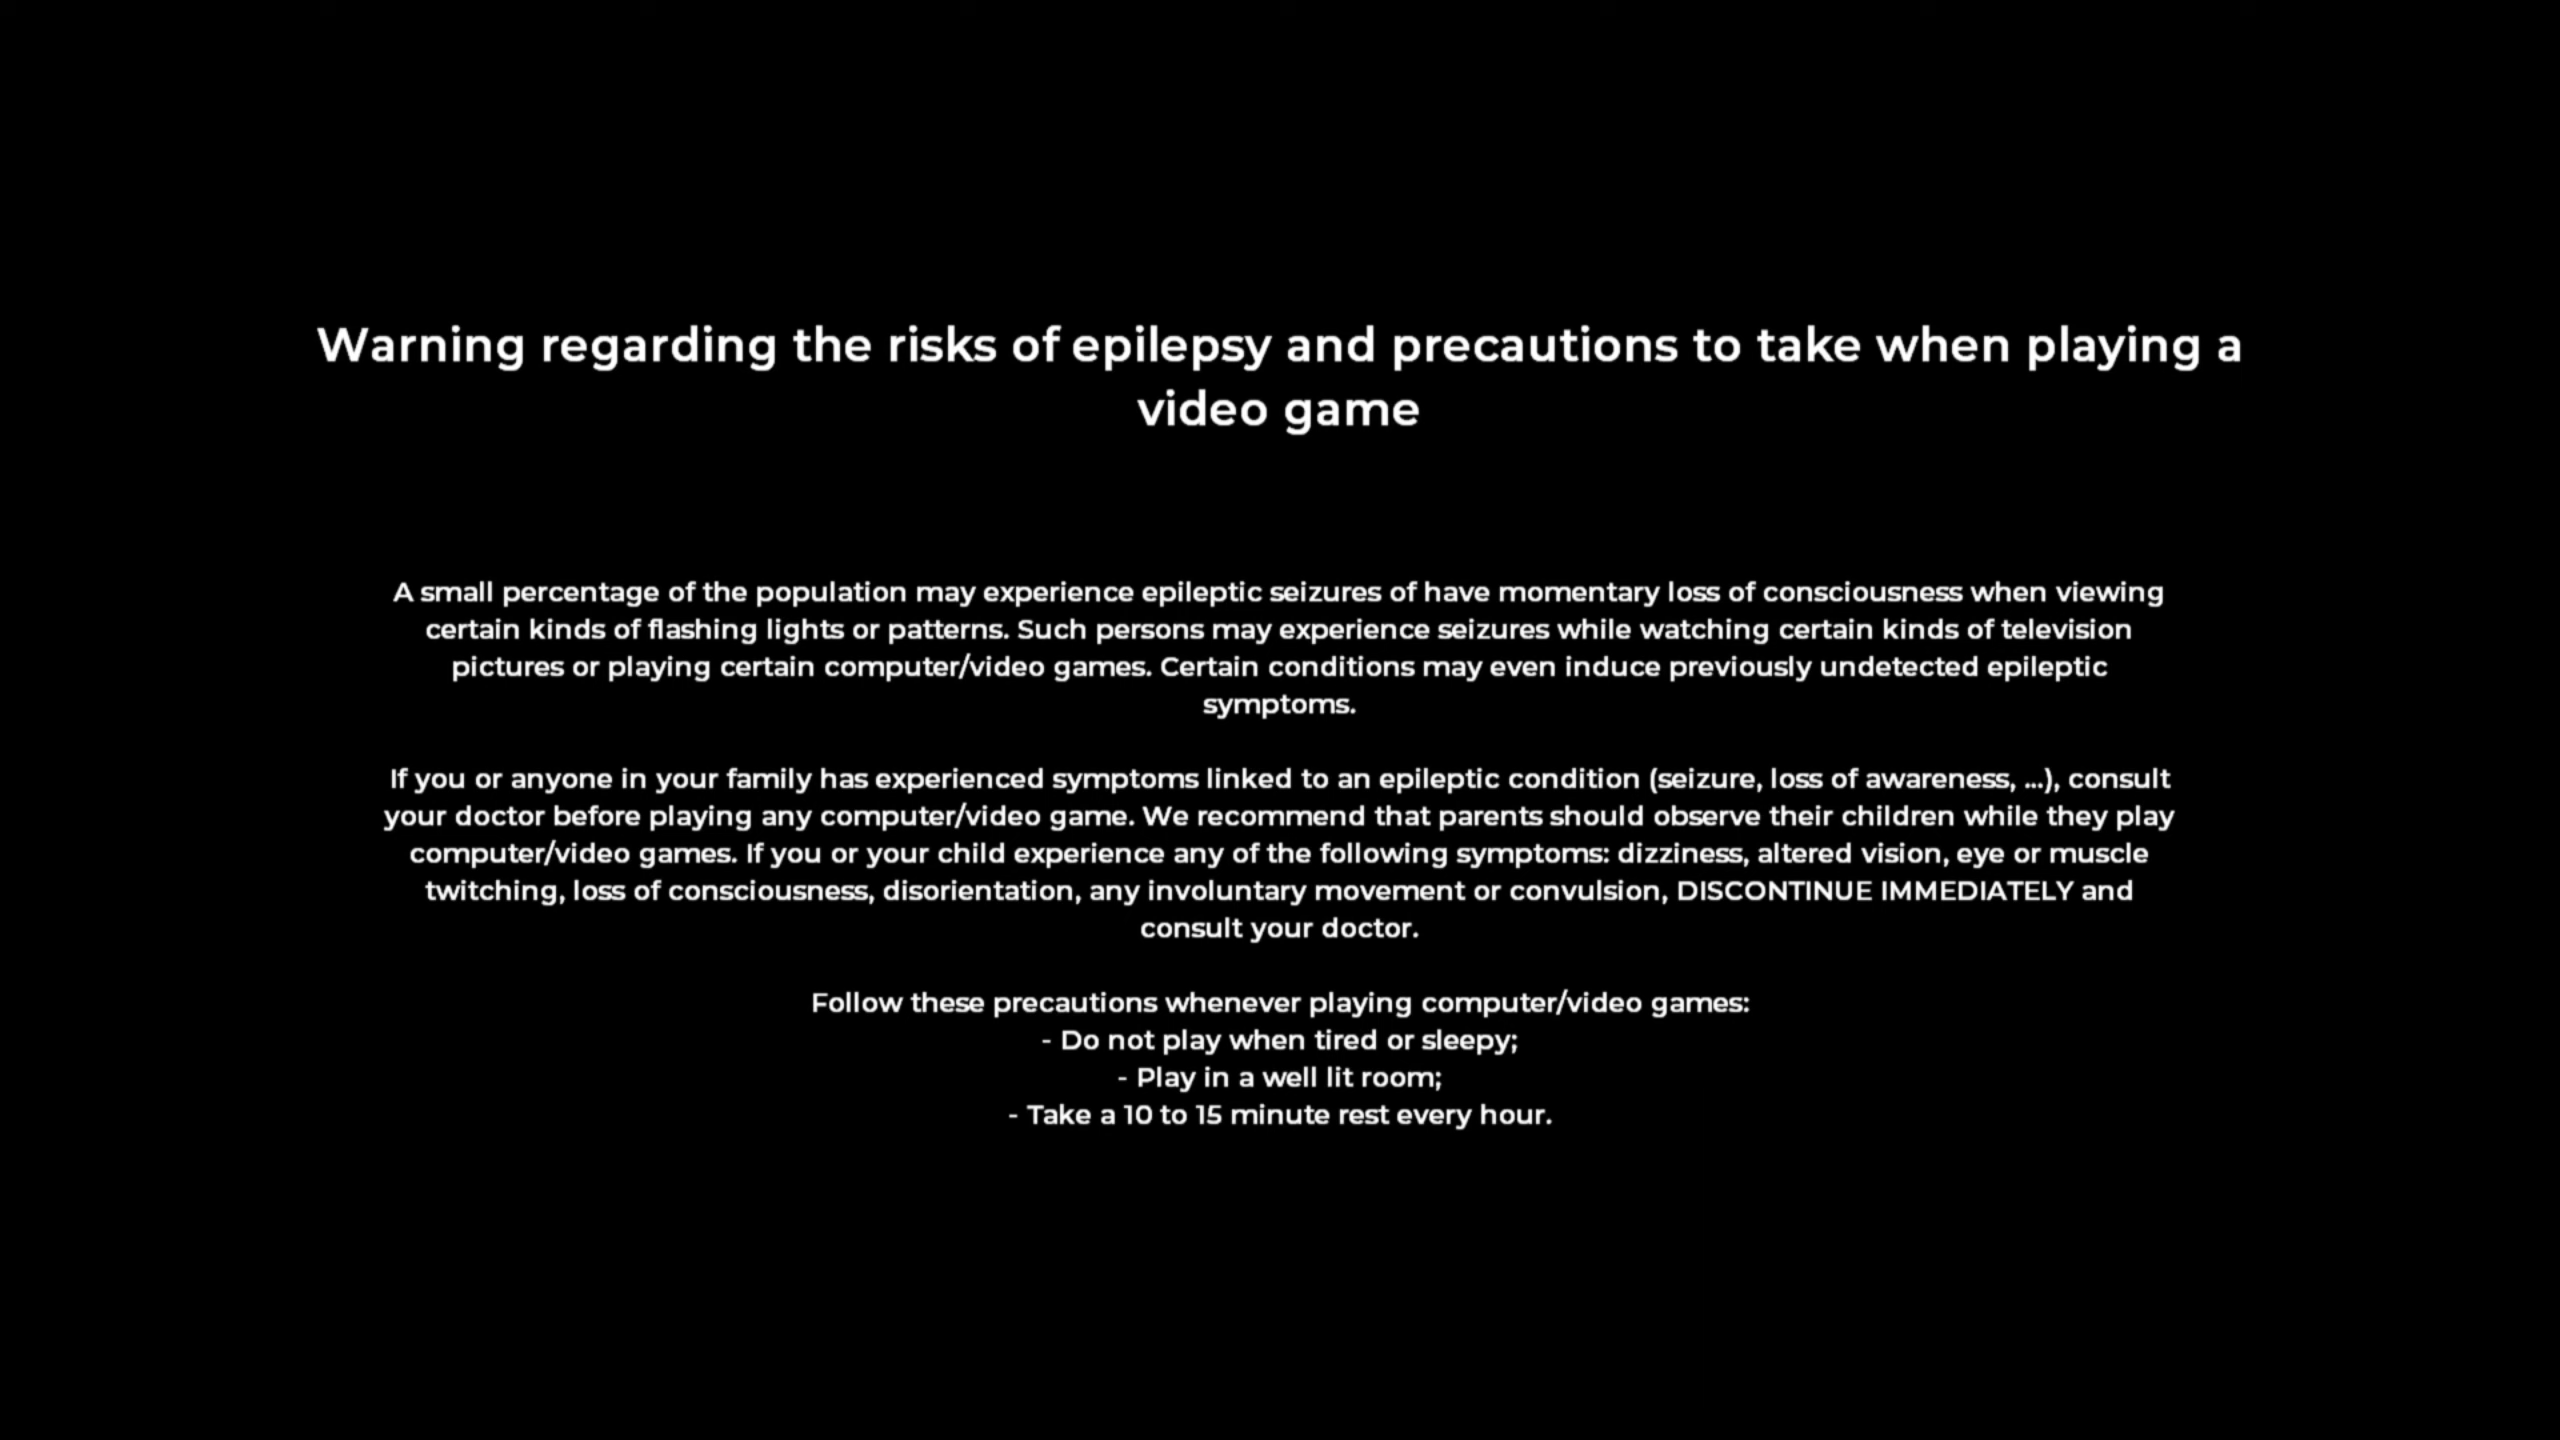 Warning regarding the risks of epilepsy and precautions to take when playing a
video game
A small percentage of the population may experience epileptic seizures of have momentary loss of consciousness when viewing
certain kinds of flashing lights or patterns. Such persons may experience seizures while watching certain kinds of television
pictures or playing certain computer/video games. Certain conditions may even induce previously undetected epileptic
symptoms.
If you or anyone in your family has experienced symptoms linked to an epileptic condition (seizure, loss of awareness, ...), consult
your doctor before playing any computer/video game. We recommend that parents should observe their children while they play
computer/video games. If you or your child experience any of the following symptoms: dizziness, altered vision, eye or muscle
twitching, loss of consciousness, disorientation, any involuntary movement or convulsion, DISCONTINUE IMMEDIATELY and
consult your doctor.
Follow these precautions whenever playing computer/video games:
- Do not play when tired or sleepy;
- Play in a well lit room;
- Take a 10 to 15 minute rest every hour.